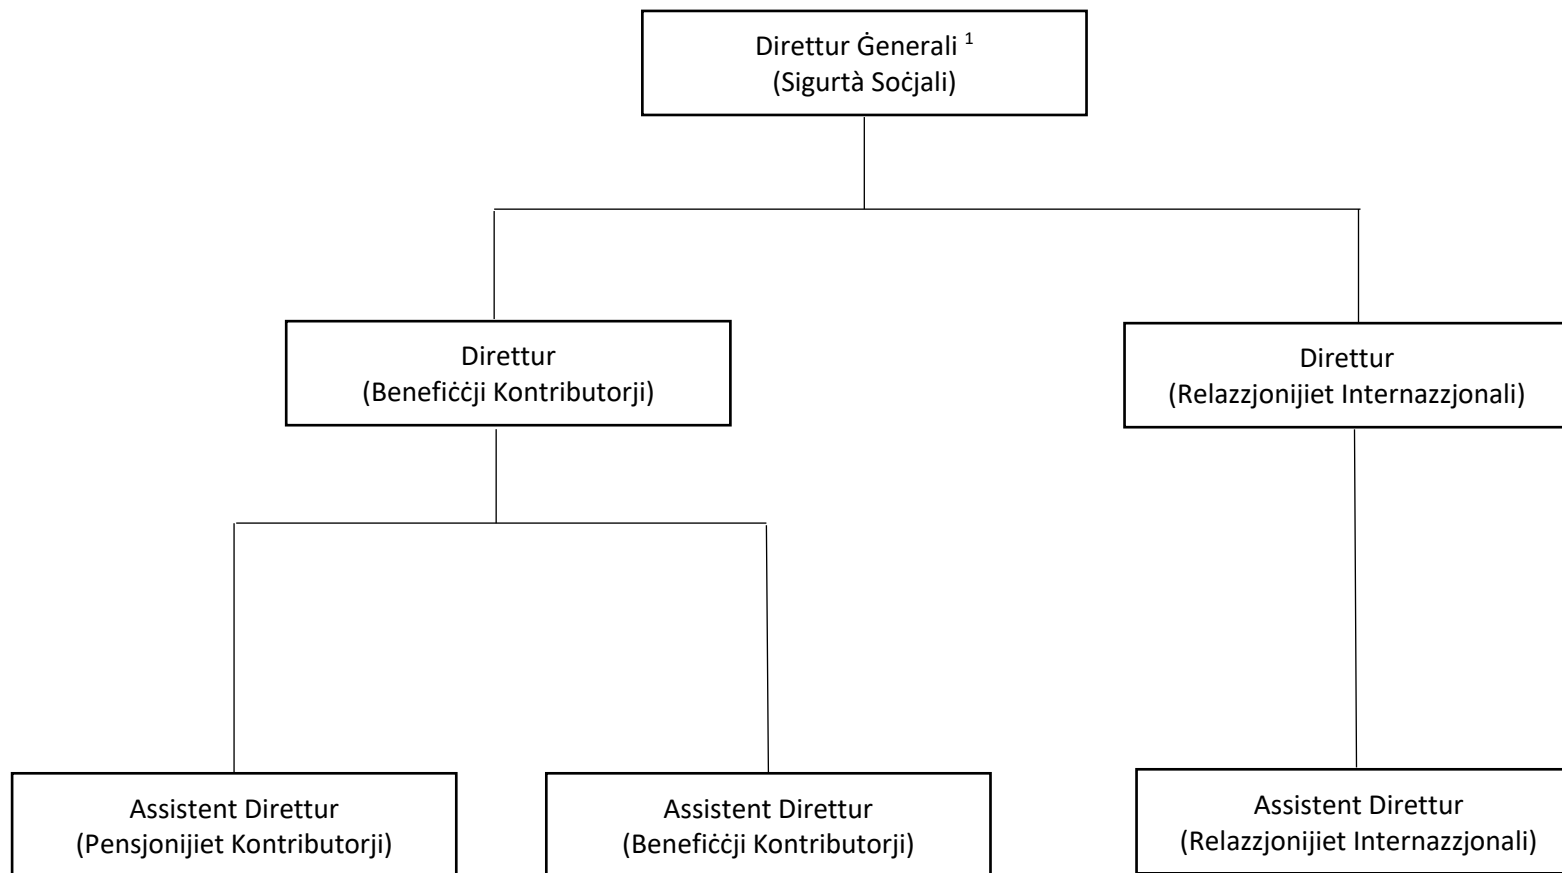 Direttur Ġenerali ¹
(Sigurtà Soċjali)
Direttur
(Benefiċċji Kontributorji)
Direttur
(Relazzjonijiet Internazzjonali)
Assistent Direttur
(Pensjonijiet Kontributorji)
Assistent Direttur
(Benefiċċji Kontributorji)
Assistent Direttur
(Relazzjonijiet Internazzjonali)